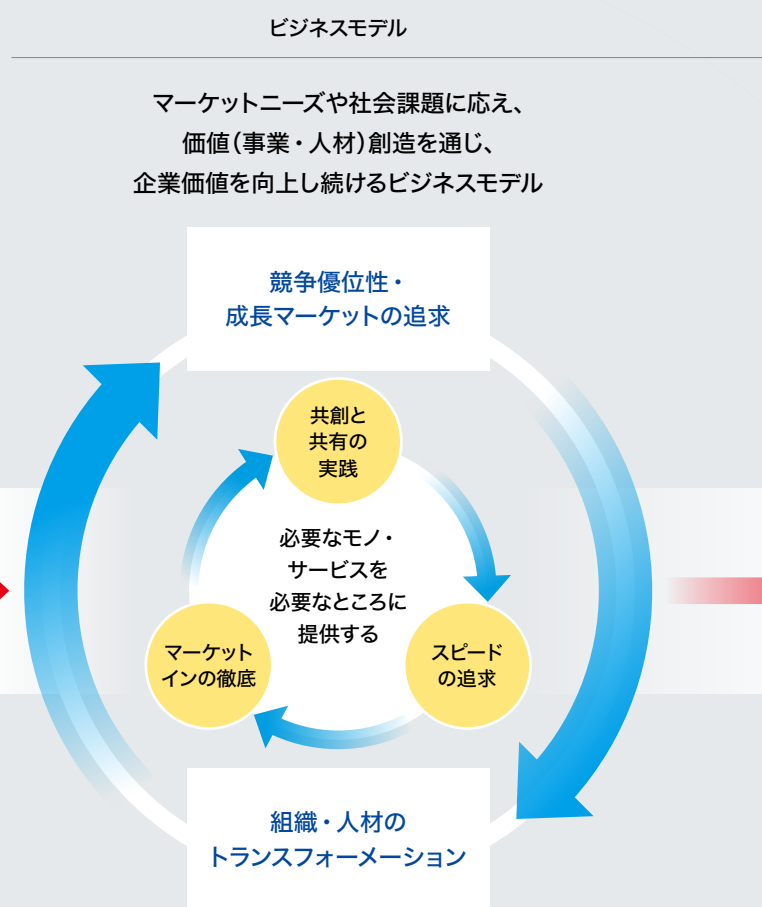 ビジネスモデル
マーケットニーズや社会課題に応え、
価値（事業・人材）創造を通じ、
企業価値を向上し続けるビジネスモデル
競争優位性・
成長マーケットの追求
共創と
共有の
実践
必要なモノ・
サービスを
必要なところに
提供する
マーケット
インの徹底
スピード
の追求
組織・人材の
トランスフォーメーション